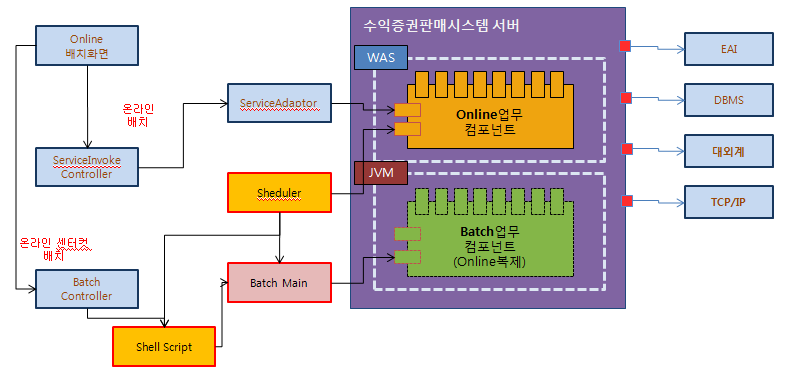 수익증권판매시스템 서버
Online
배치화면
WAS
EAI
온라인
배치
ServiceAdaptor
Online업무
컴포넌트
DBMS
ServiceInvoke
Controller
JVM
대외계
Sheduler
TCP/IP
온라인 센터컷
배치
Batch업무
컴포넌트
(Online복제)
Batch
Controller
Batch Main
Shell Script